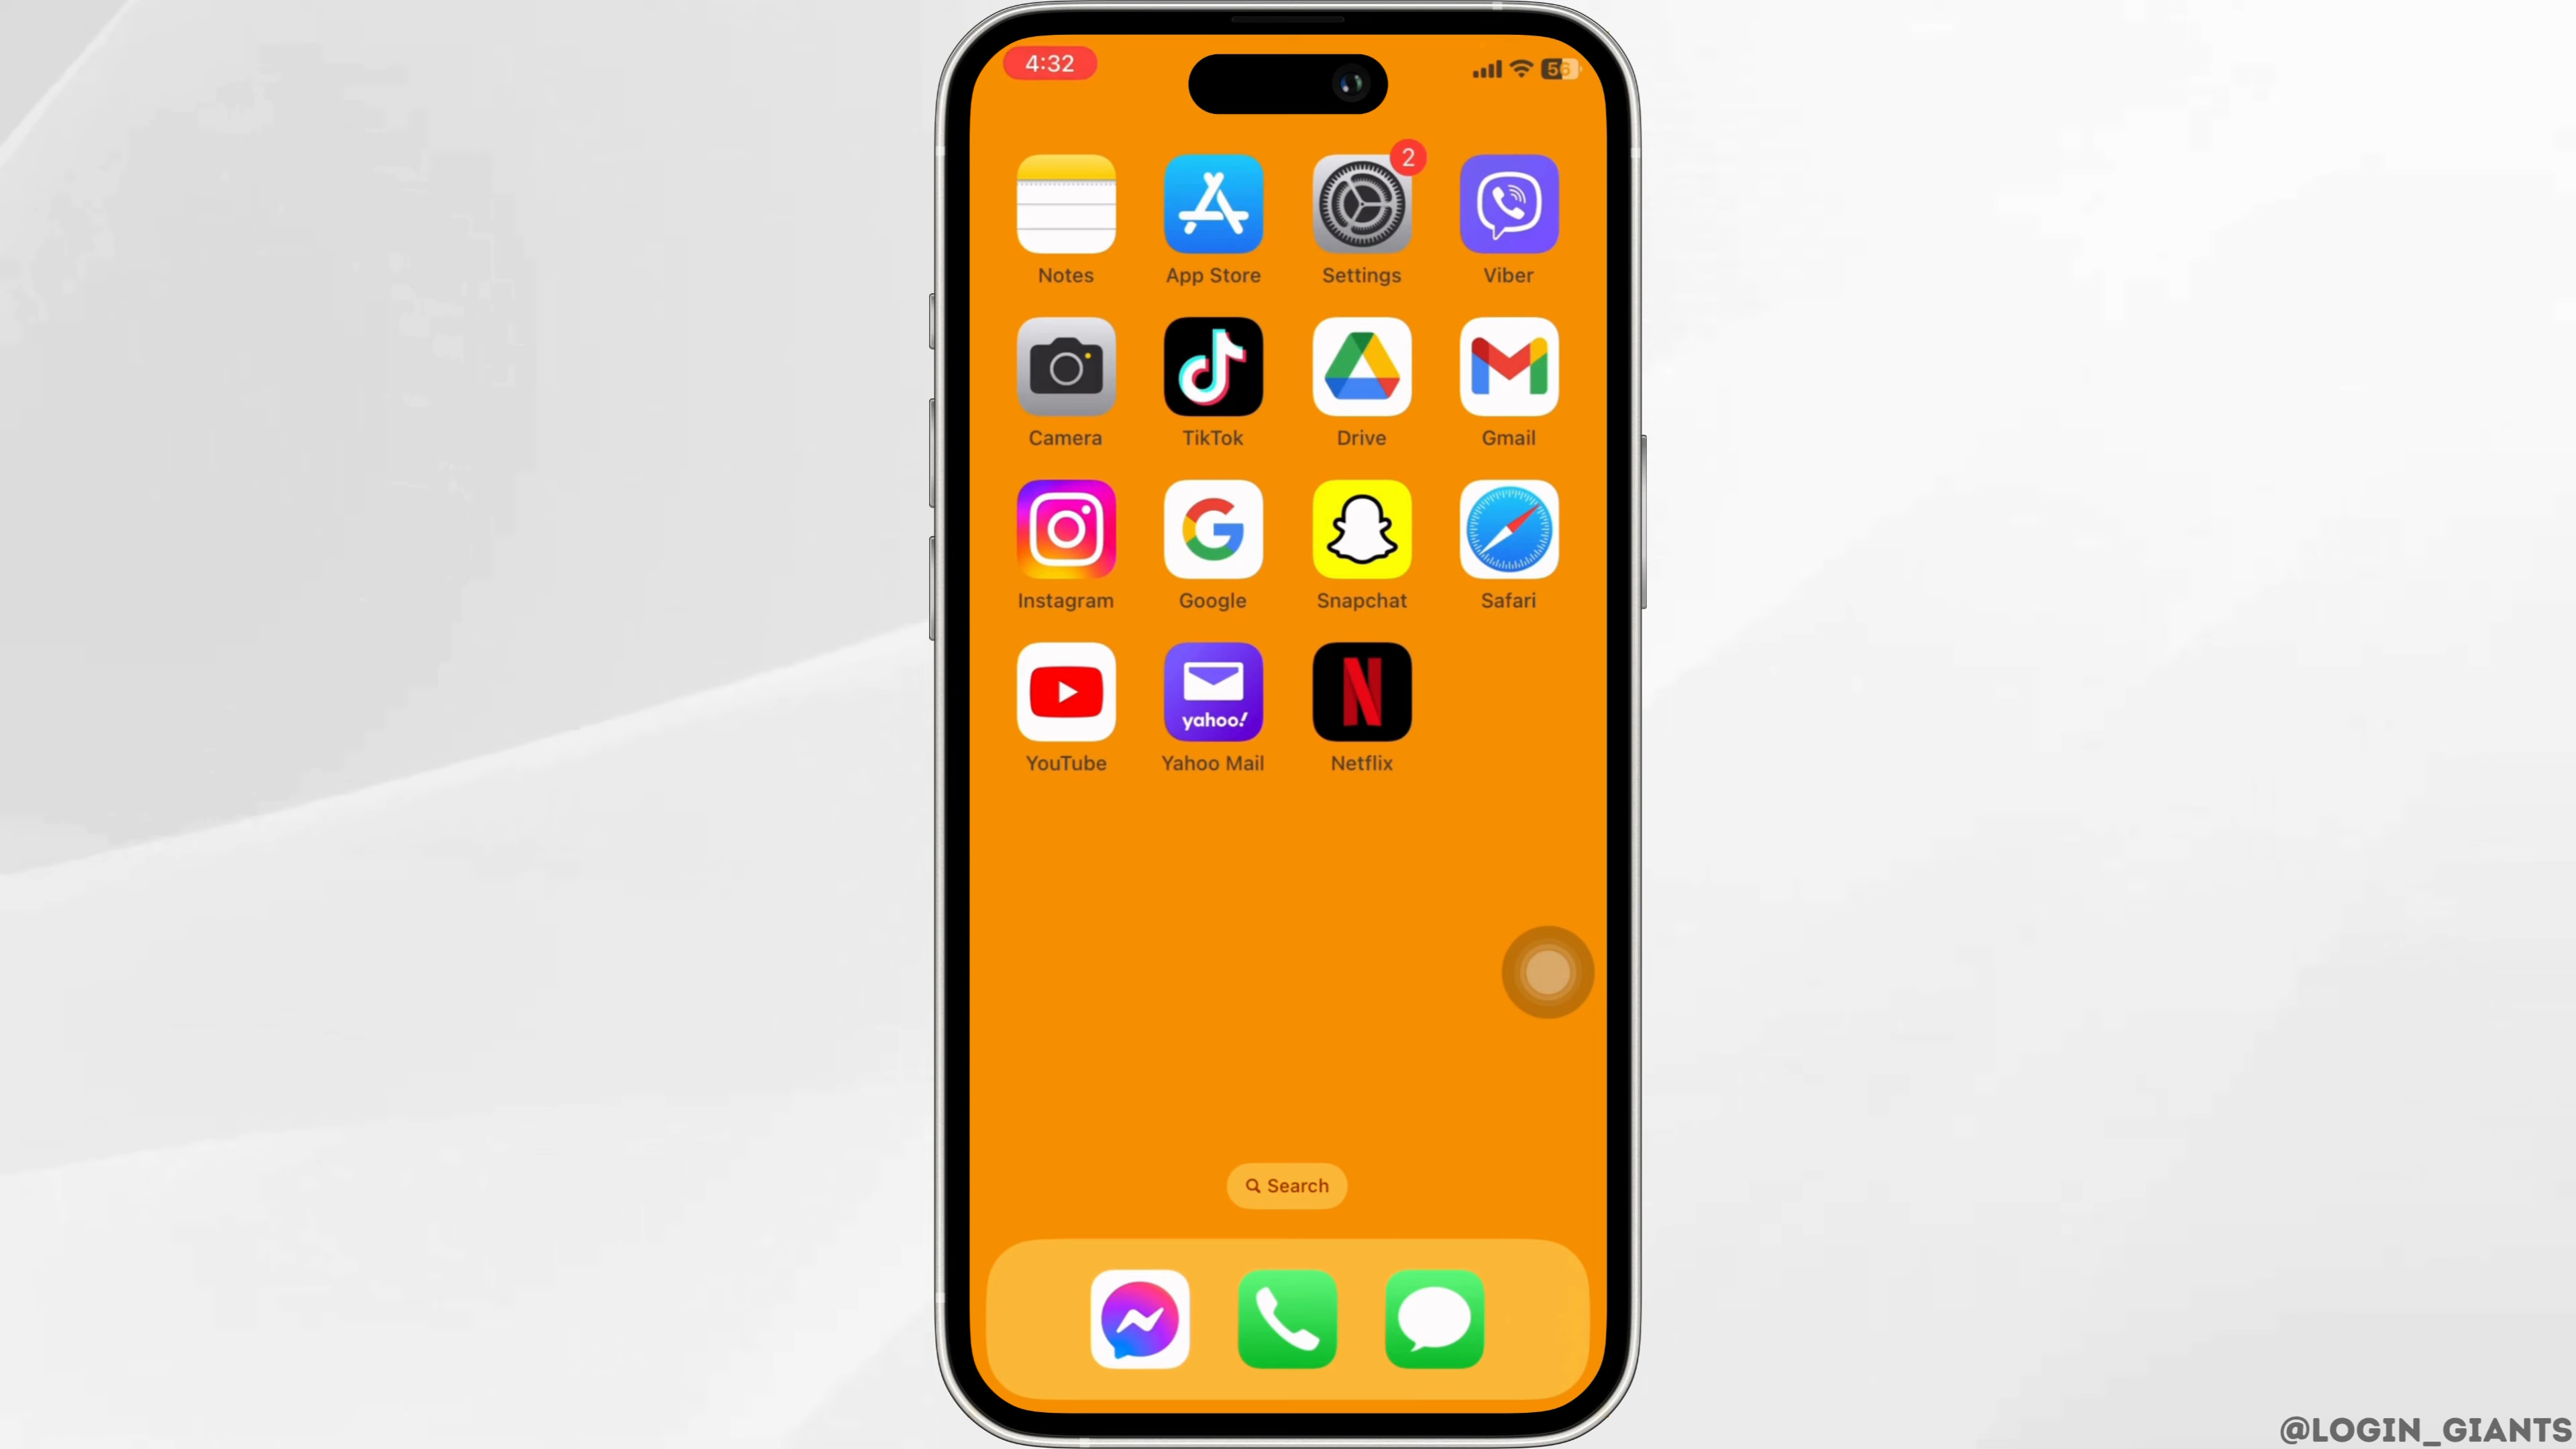 4:32
56
2
Notes App Store Settings Viber
Camera TikTok Drive Gmail
Instagram Google Snapchat Safari
yahoo!
YouTube Yahoo Mail Netflix
Search
@LOGIN_GIANTS